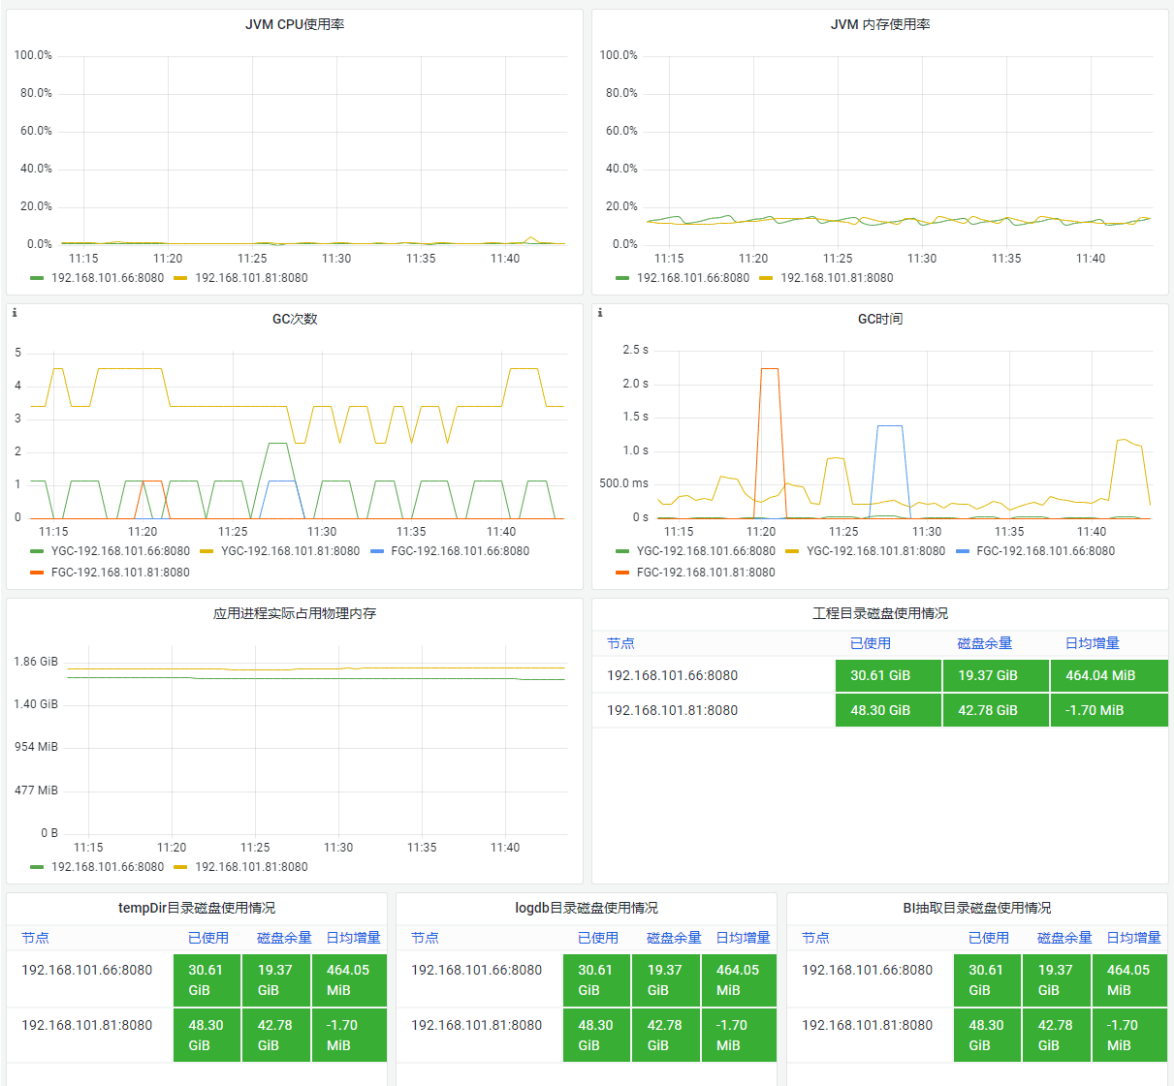 JVM CPU使用率
100.0%
80.0%
60.0%
40.0%
20.0%
0.0%
11:15 11:20 11:25 11:30 11:35 11:40
192.168.101.66:8080 192.168.101.81:8080
JVM 内存使用率
100.0%
80.0%
60.0%
40.0%
20.0%
0.0%
11:15 11:20 11:25 11:30 11:35 11:40
192.168.101.66:8080 192.168.101.81:8080
i
GC次数
5
4
3
2
1
0
11:15 11:20 11:25 11:30 11:35 11:40
YGC-192.168.101.66:8080 YGC-192.168.101.81:8080 FGC-192.168.101.66:8080
FGC-192.168.101.81:8080
i
GC时间
2.5 s
2.0 s
1.5 s
1.0 s
500.0 ms
0 s
11:15 11:20 11:25 11:30 11:35 11:40
YGC-192.168.101.66:8080 YGC-192.168.101.81:8080 FGC-192.168.101.66:8080
FGC-192.168.101.81:8080
应用进程实际占用物理内存
1.86 GiB
1.40 GiB
954 MiB
477 MiB
0 B
11:15 11:20 11:25 11:30 11:35 11:40
192.168.101.66:8080 192.168.101.81:8080
工程目录磁盘使用情况
节点 已使用 磁盘余量 日均增量
192.168.101.66:8080 30.61 GiB 19.37 GiB 464.04 MiB
192.168.101.81:8080 48.30 GiB 42.78 GiB -1.70 MiB
tempDir目录磁盘使用情况
节点 已使用 磁盘余量 日均增量
192.168.101.66:8080 30.61 19.37 464.05
GiB GiB MiB
192.168.101.81:8080 48.30 42.78 -1.70
GiB GiB MiB
logdb目录磁盘使用情况
节点 已使用 磁盘余量 日均增量
192.168.101.66:8080 30.61 19.37 464.05
GiB GiB MiB
192.168.101.81:8080 48.30 42.78 -1.70
GiB GiB MiB
BI抽取目录磁盘使用情况
节点 已使用 磁盘余量 日均增量
192.168.101.66:8080 30.61 19.37 464.05
GiB GiB MiB
192.168.101.81:8080 48.30 42.78 -1.70
GiB GiB MiB